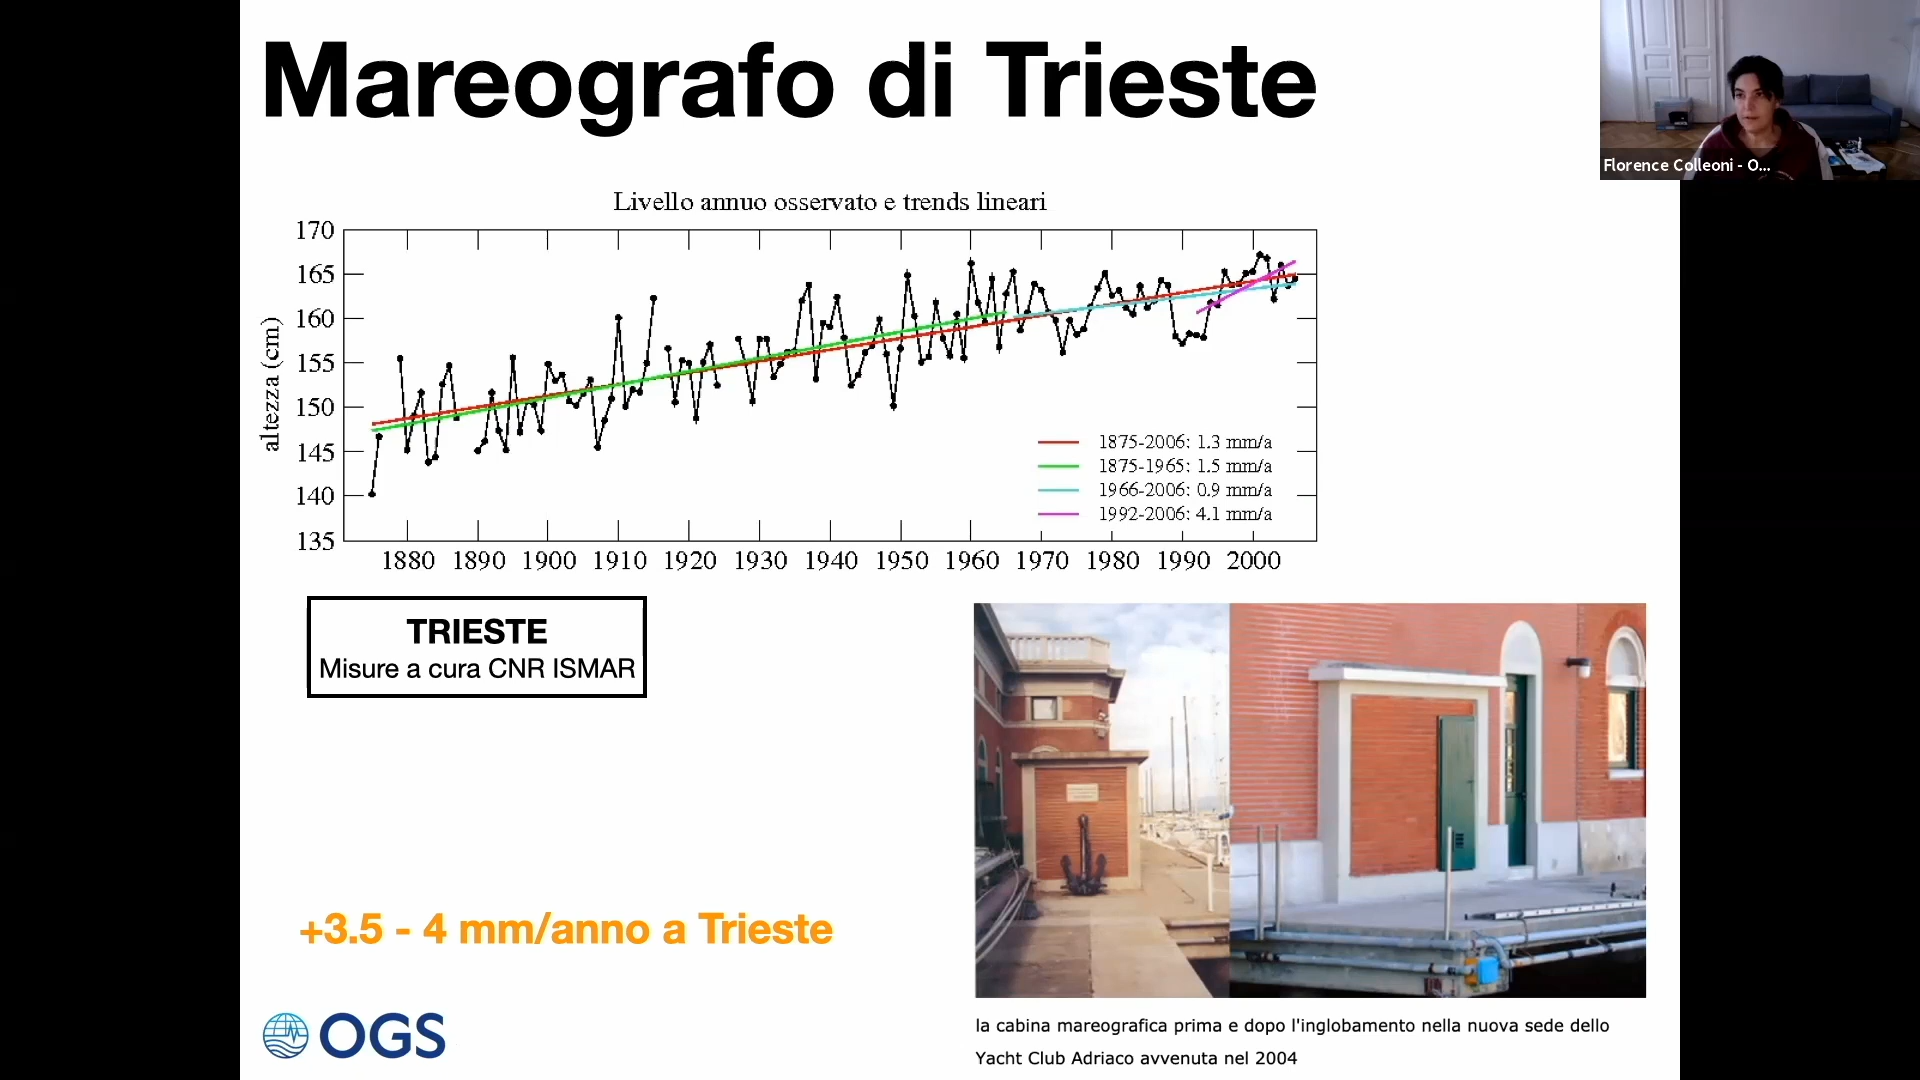 Mareografo di Trieste
Florence Colleoni - O...
Livello annuo osservato e trends lineari
altezza (cm)
170
165
160
155
150
145
140
135
1875-2006: 1.3 mm/a
1875-1965: 1.5 mm/a
1966-2006: 0.9 mm/a
1992-2006: 4.1 mm/a
1880 1890 1900 1910 1920 1930 1940 1950 1960 1970 1980 1990 2000
TRIESTE
Misure a cura CNR ISMAR
+3.5 - 4 mm/anno a Trieste
OGS
la cabina mareografica prima e dopo l'inglobamento nella nuova sede dello
Yacht Club Adriaco avvenuta nel 2004